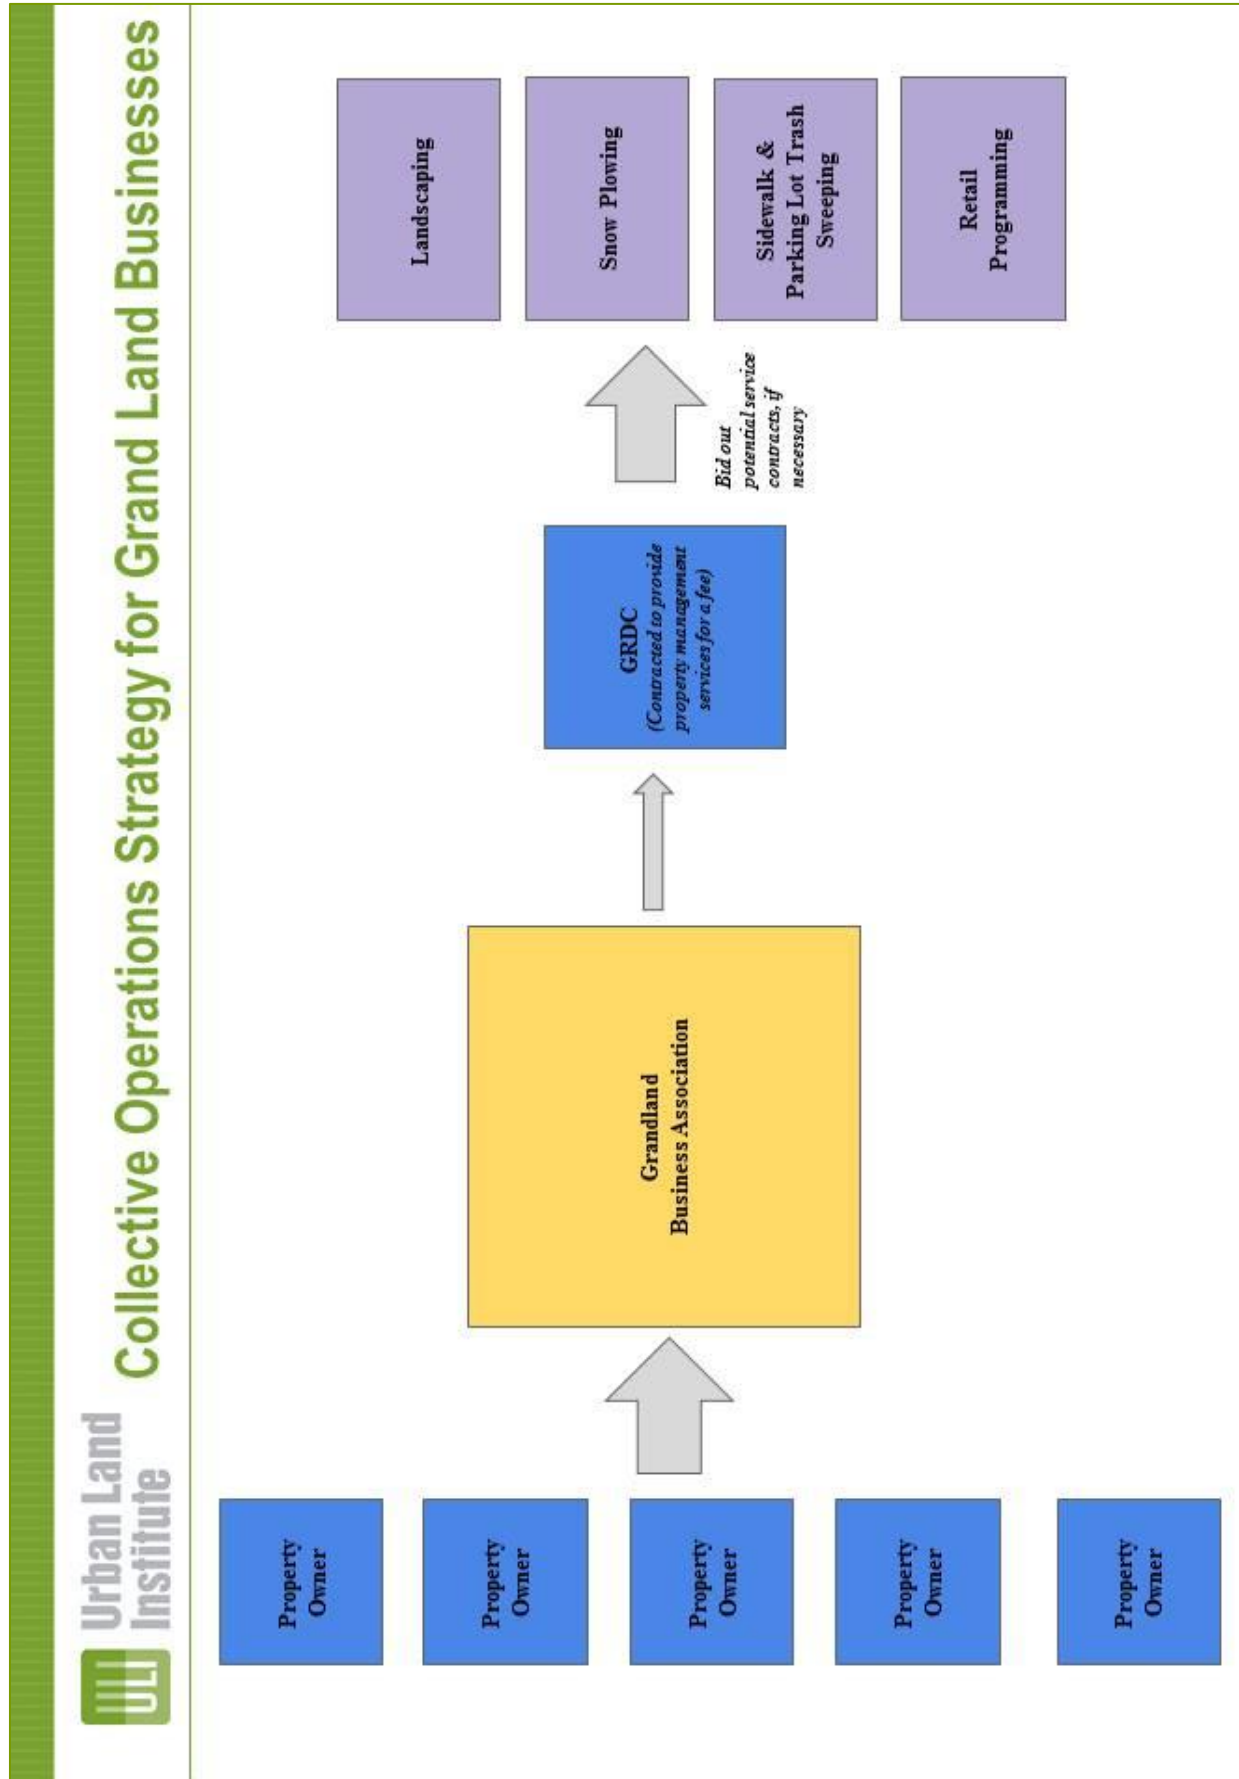 ULI
Urban Land
Institute
Collective Operations Strategy for Grand Land Businesses
Property
Owner
Property
Owner
Property
Owner
Property
Owner
Property
Owner
Grandland
Business Association
GRDC
(Contracted to provide
property management
services for a fee)
Bid out
potential service
contracts, if
necessary
Landscaping
Snow Plowing
Sidewalk &
Parking Lot Trash
Sweeping
Retail
Programming